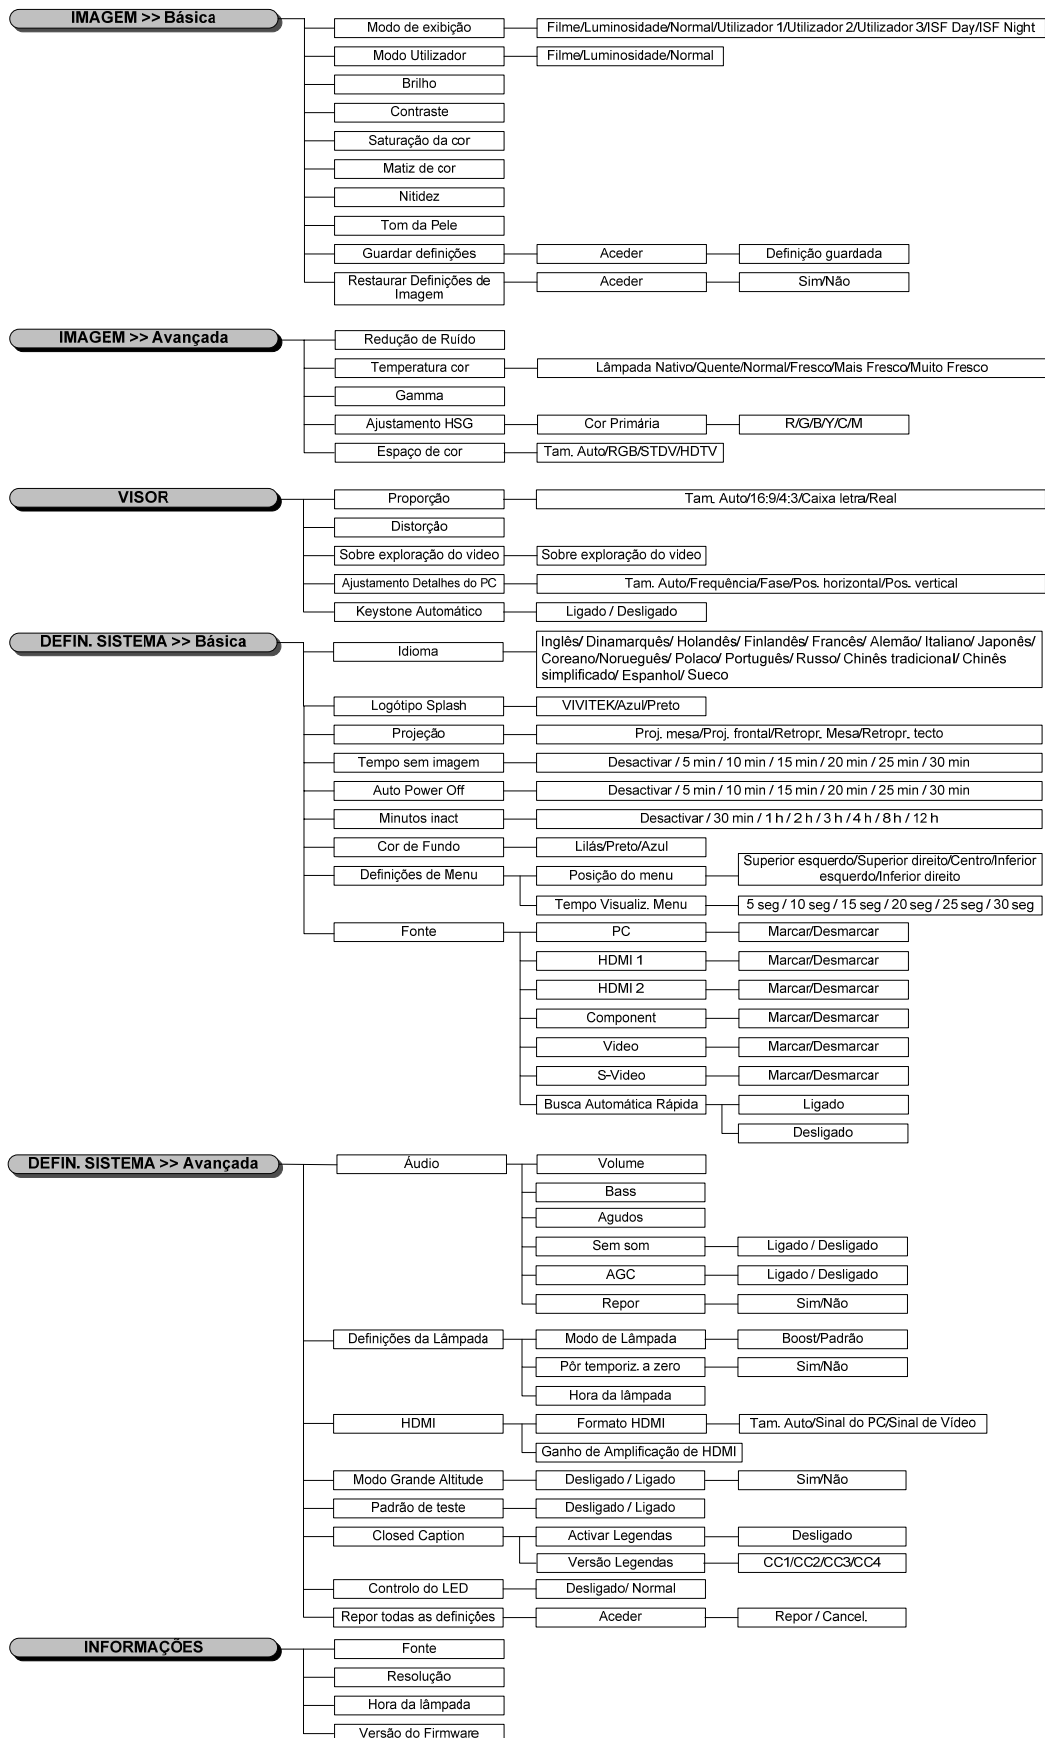 IMAGEM >> Básica
Modo de exibição
Filme/Luminosidade/Normal/Utilizador 1/Utilizador 2/Utilizador 3/ISF Day/ISF Night
Modo Utilizador
Filme/Luminosidade/Normal
Brilho
Contraste
Saturação da cor
Matiz de cor
Nitidez
Tom da Pele
Guardar definições
Aceder
Definição guardada
Restaurar Definições de
Imagem
Aceder
Sim/Não
IMAGEM >> Avançada
Redução de Ruído
Temperatura cor
Lâmpada Nativo/Quente/Normal/Fresco/Mais Fresco/Muito Fresco
Gamma
Ajustamento HSG
Cor Primária
R/G/B/Y/C/M
Espaço de cor
Tam. Auto/RGB/STDV/HDTV
VISOR
Proporção
Tam. Auto/16:9/4:3/Caixa letra/Real
Distorção
Sobre exploração do video
Sobre exploração do video
Ajustamento Detalhes do PC
Tam. Auto/Frequência/Fase/Pos. horizontal/Pos. vertical
Keystone Automático
Ligado / Desligado
DEFIN. SISTEMA >> Básica
Idioma
Inglês/ Dinamarquês/ Holandês/ Finlandês/ Francês/ Alemão/ Italiano/ Japonês/
Coreano/Norueguês/ Polaco/ Português/ Russo/ Chinês tradicional/ Chinês
simplificado/ Espanhol/ Sueco
Logótipo Splash
VIVITEK/Azul/Preto
Projeção
Proj. mesa/Proj. frontal/Retropr. Mesa/Retropr. tecto
Tempo sem imagem
Desactivar / 5 min / 10 min / 15 min / 20 min / 25 min / 30 min
Auto Power Off
Desactivar / 5 min / 10 min / 15 min / 20 min / 25 min / 30 min
Minutos inact
Desactivar / 30 min / 1 h / 2 h / 3 h / 4 h / 8 h / 12 h
Cor de Fundo
Lilás/Preto/Azul
Definições de Menu
Posição do menu
Superior esquerdo/Superior direito/Centro/Inferior
esquerdo/Inferior direito
Tempo Visualiz. Menu
5 seg / 10 seg / 15 seg / 20 seg / 25 seg / 30 seg
Fonte
PC
Marcar/Desmarcar
HDMI 1
Marcar/Desmarcar
HDMI 2
Marcar/Desmarcar
Component
Marcar/Desmarcar
Video
Marcar/Desmarcar
S-Video
Marcar/Desmarcar
Busca Automática Rápida
Ligado
Desligado
DEFIN. SISTEMA >> Avançada
Áudio
Volume
Bass
Agudos
Sem som
Ligado / Desligado
AGC
Ligado / Desligado
Repor
Sim/Não
Definições da Lâmpada
Modo de Lâmpada
Boost/Padrão
Pôr temporiz. a zero
Sim/Não
Hora da lâmpada
HDMI
Formato HDMI
Tam. Auto/Sinal do PC/Sinal de Vídeo
Ganho de Amplificação de HDMI
Modo Grande Altitude
Desligado / Ligado
Sim/Não
Padrão de teste
Desligado / Ligado
Closed Caption
Activar Legendas
Desligado
Versão Legendas
CC1/CC2/CC3/CC4
Controlo do LED
Desligado/ Normal
Repor todas as definições
Aceder
Repor / Cancel.
INFORMAÇÕES
Fonte
Resolução
Hora da lâmpada
Versão do Firmware